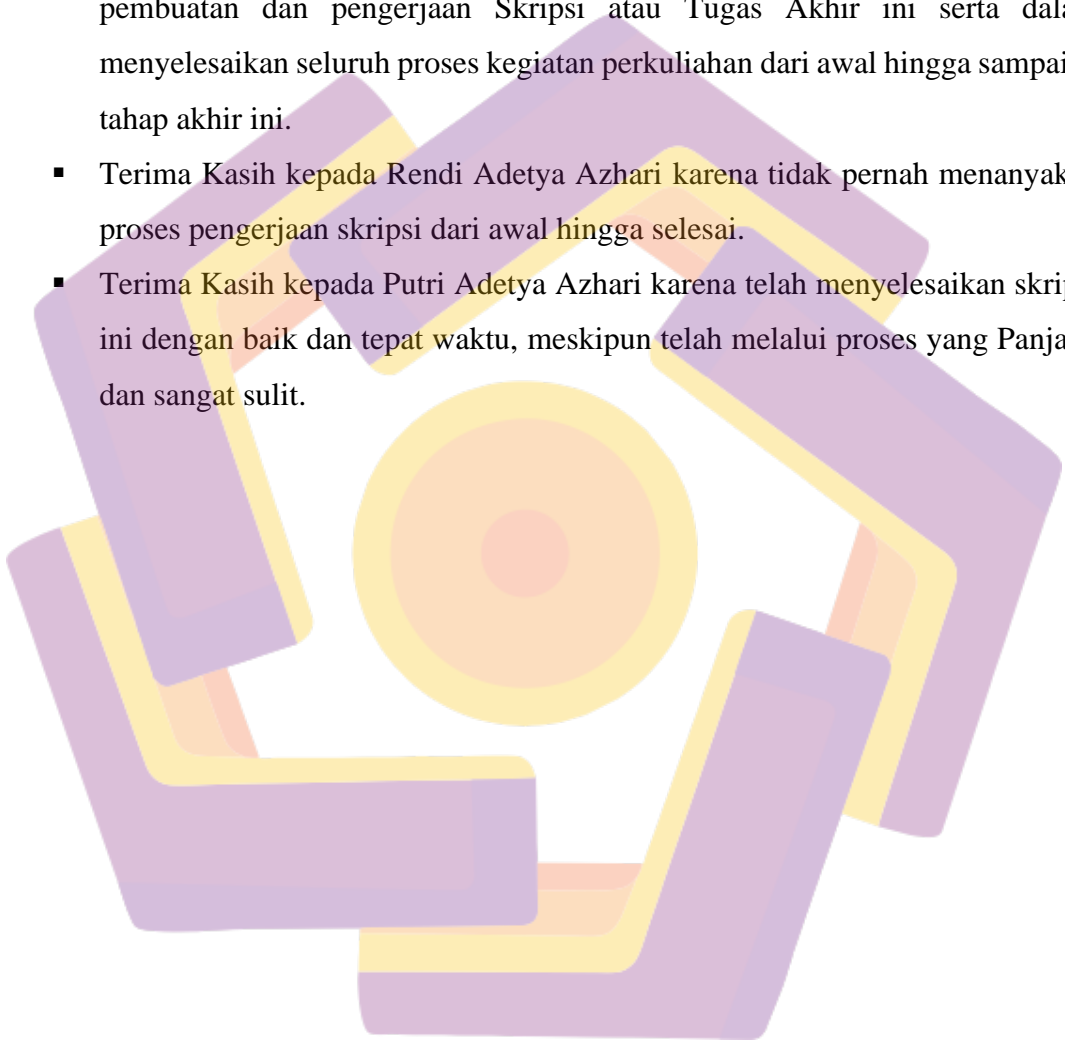 pembuatan dan pengerjaan Skripsi atau Tugas Akhir ini serta dala
menyelesaikan seluruh proses kegiatan perkuliahan dari awal hingga sampai
tahap akhir ini.
▪ Terima Kasih kepada Rendi Adetya Azhari karena tidak pernah menanyak
proses pengerjaan skripsi dari awal hingga selesai.
▪ Terima Kasih kepada Putri Adetya Azhari karena telah menyelesaikan skrip
ini dengan baik dan tepat waktu, meskipun telah melalui proses yang Panja
dan sangat sulit.